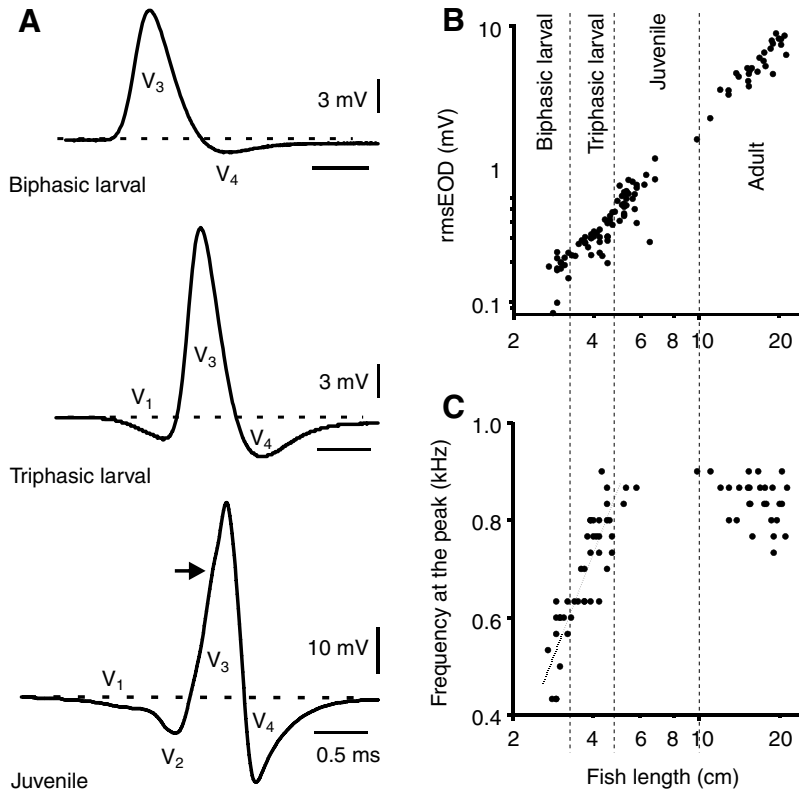 A
V3
3 mV
V4
Biphasic larval
V1
V3
3 mV
V4
Triphasic larval
10 mV
V1
V3
V2
V4
0.5 ms
Juvenile
B
Biphasic larval
Triphasic larval
Juvenile
Adult
rmsEOD (mV)
10
1
0.1
2 4 6 8 10 20
C
Frequency at the peak (kHz)
1.0
0.8
0.6
0.4
2 4 6 8 10 20
Fish length (cm)